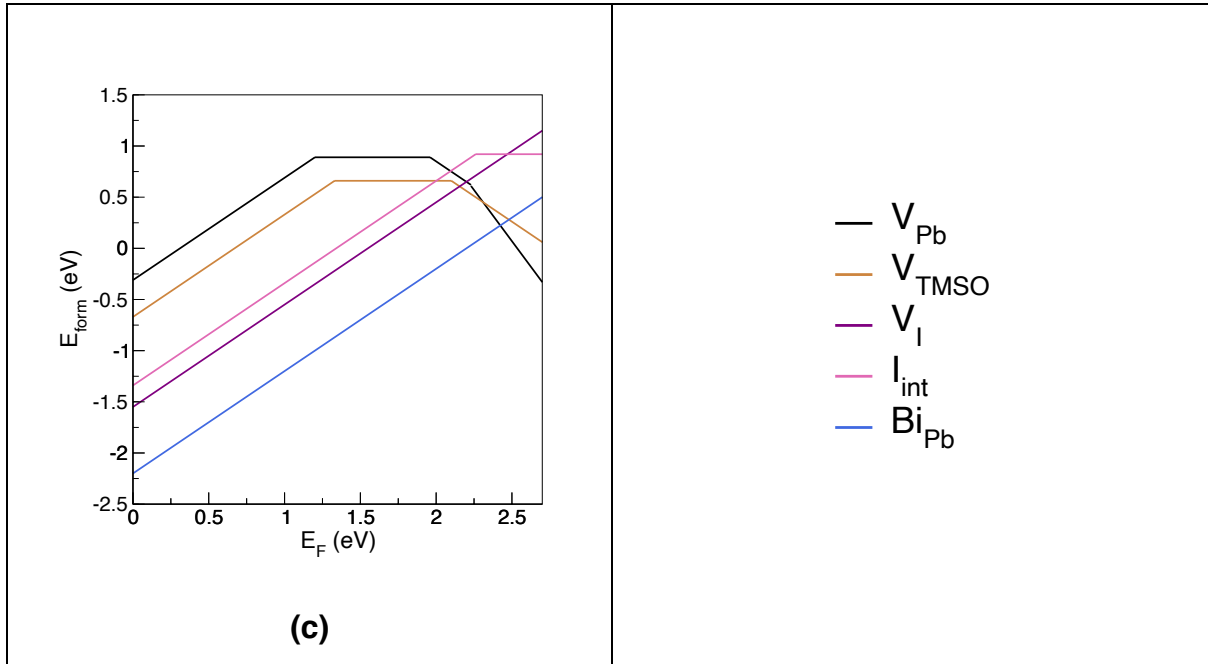 1.5
1
0.5
0
-0.5
-1
-1.5
-2
-2.5
E_form (eV)
0 0.5 1 1.5 2 2.5
E_F (eV)
(c)
V_Pb
V_TMSO
V_I
I_int
Bi_Pb